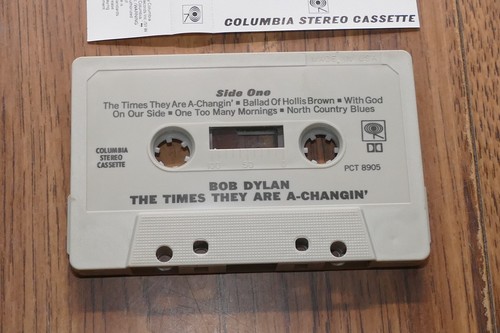 COLUMBIA STEREO CASSETTE
Side One
The Times They Are A-Changin' ▪ Ballad Of Hollis Brown ▪ With God
On Our Side ▪ One Too Many Mornings ▪ North Country Blues
COLUMBIA
STEREO
CASSETTE
PCT 8905
BOB DYLAN
THE TIMES THEY ARE A-CHANGIN'